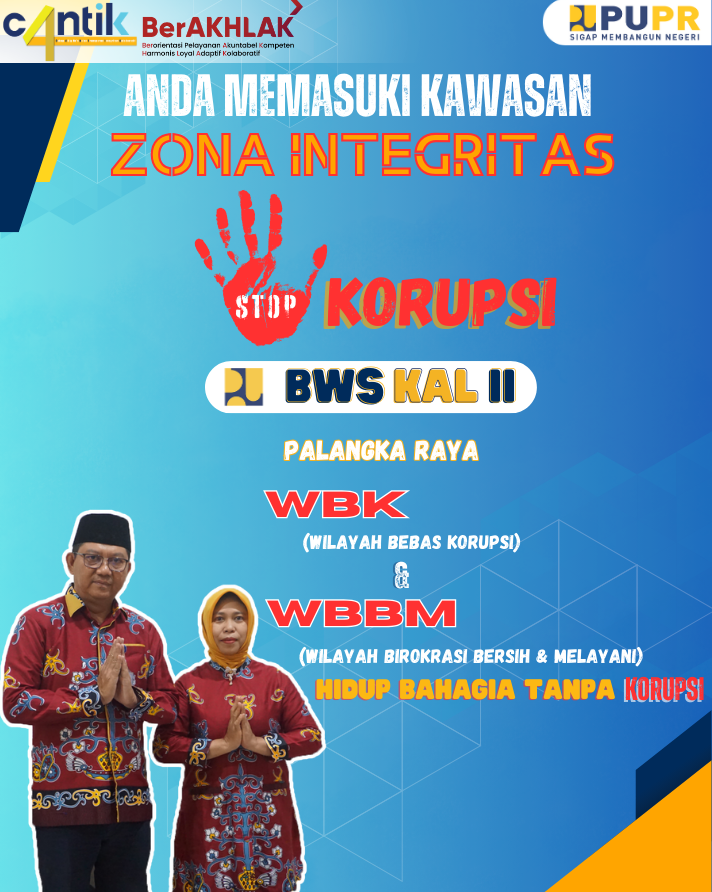 c4ntik
BerAKHLAK
Berorientasi Pelayanan Akuntabel Kompeten
Harmonis Loyal Adaptif Kolaboratif
PUPR
SIGAP MEMBANGUN NEGERI
ANDA MEMASUKI KAWASAN
ZONA INTEGRITAS
STOP
KORUPSI
BWS KAL II
PALANGKA RAYA
WBK
(WILAYAH BEBAS KORUPSI)
&
WBBM
(WILAYAH BIROKRASI BERSIH & MELAYANI)
HIDUP BAHAGIA TANPA KORUPSI